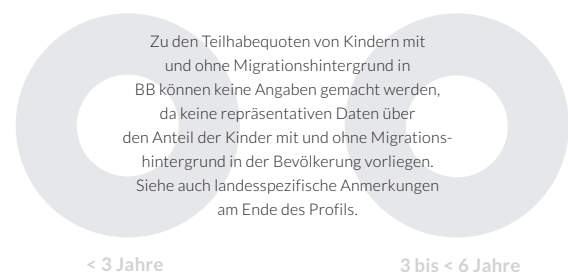 Zu den Teilhabequoten von Kindern mit
und ohne Migrationshintergrund in
BB können keine Angaben gemacht werden,
da keine repräsentativen Daten über
den Anteil der Kinder mit und ohne Migrations-
hintergrund in der Bevölkerung vorliegen.
Siehe auch landesspezifische Anmerkungen
am Ende des Profils.
< 3 Jahre
3 bis < 6 Jahre